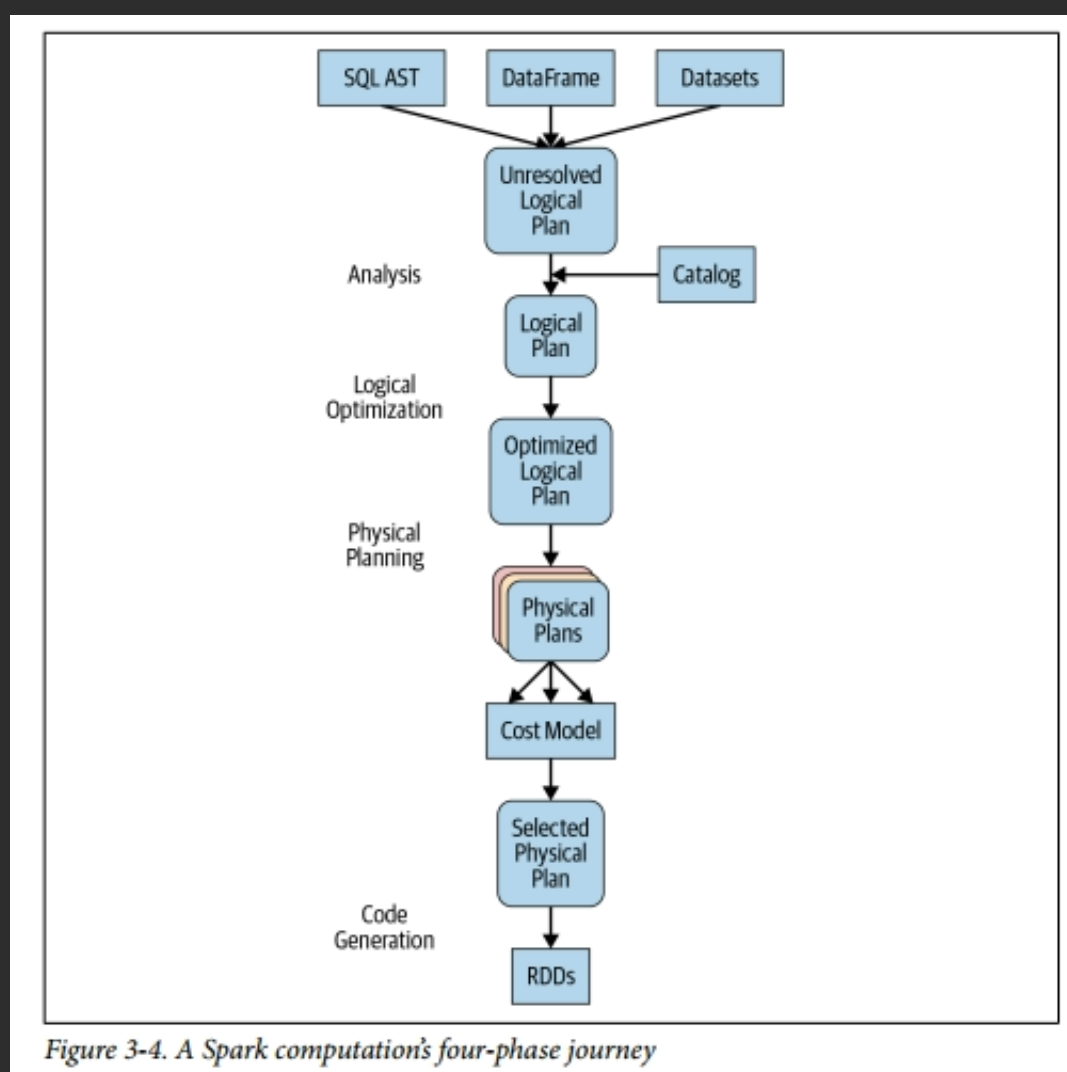 SQL AST
DataFrame
Datasets
Unresolved
Logical
Plan
Analysis
Catalog
Logical
Plan
Logical
Optimization
Optimized
Logical
Plan
Physical
Planning
Physical
Plans
Cost Model
Selected
Physical
Plan
Code
Generation
RDDs
Figure 3-4. A Spark computation's four-phase journey